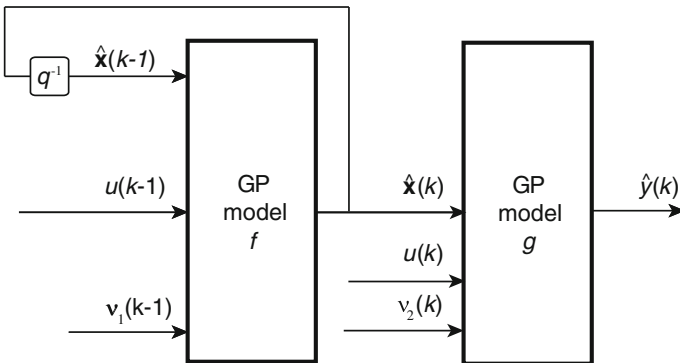 q⁻¹
x̂(k-1)
u(k-1)
ν₁(k-1)
GP
model
f
x̂(k)
u(k)
ν₂(k)
GP
model
g
ŷ(k)